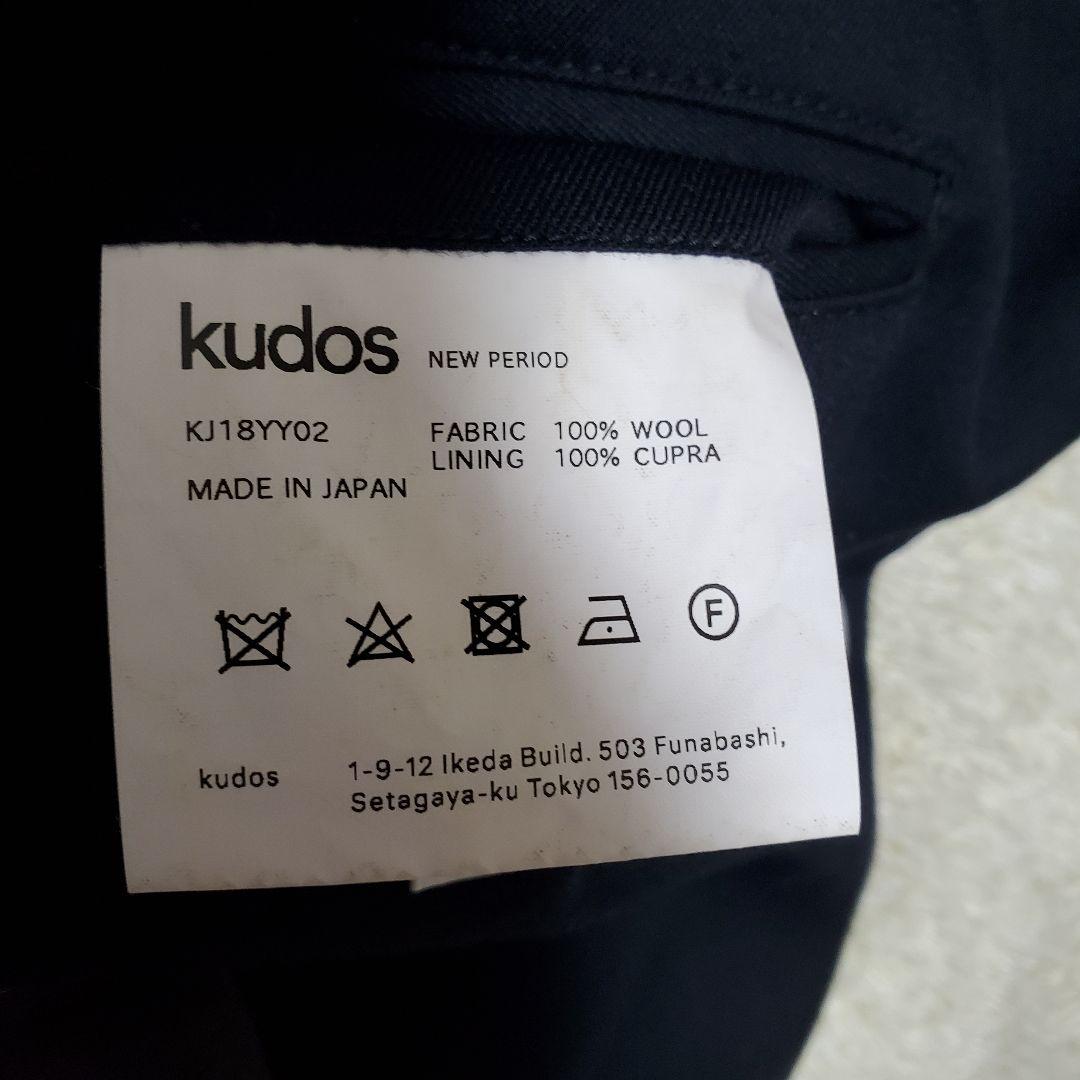 kudos NEW PERIOD
KJ18YY02
FABRIC 100% WOOL
LINING 100% CUPRA
MADE IN JAPAN
F
kudos
1-9-12 Ikeda Build. 503 Funabashi,
Setagaya-ku Tokyo 156-0055